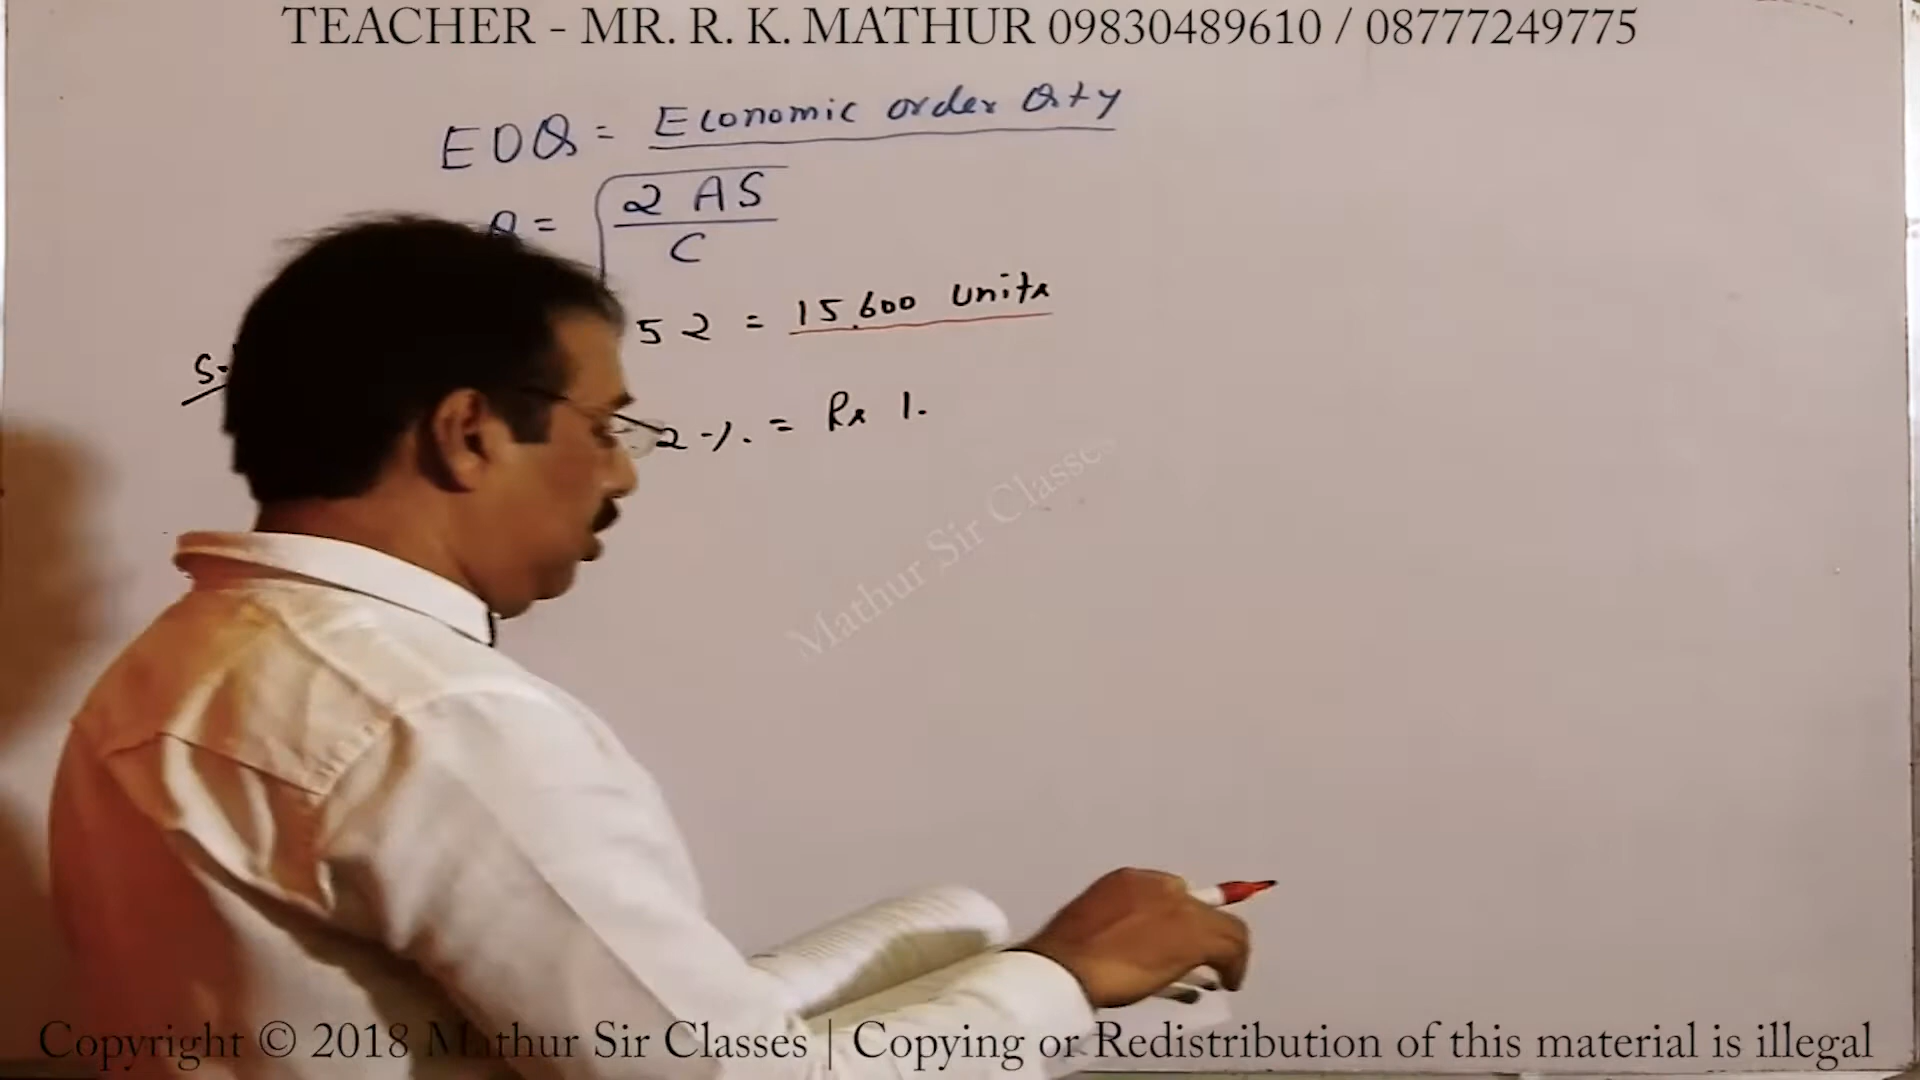 TEACHER - MR. R. K. MATHUR 09830489610 / 08777249775
EOQ = Economic order Qty
Q = √ 2 AS
C
52 = 15,600 units
2 %. = Rs 1.
Mathur Sir Classes
Copyright © 2018 Mathur Sir Classes | Copying or Redistribution of this material is illegal